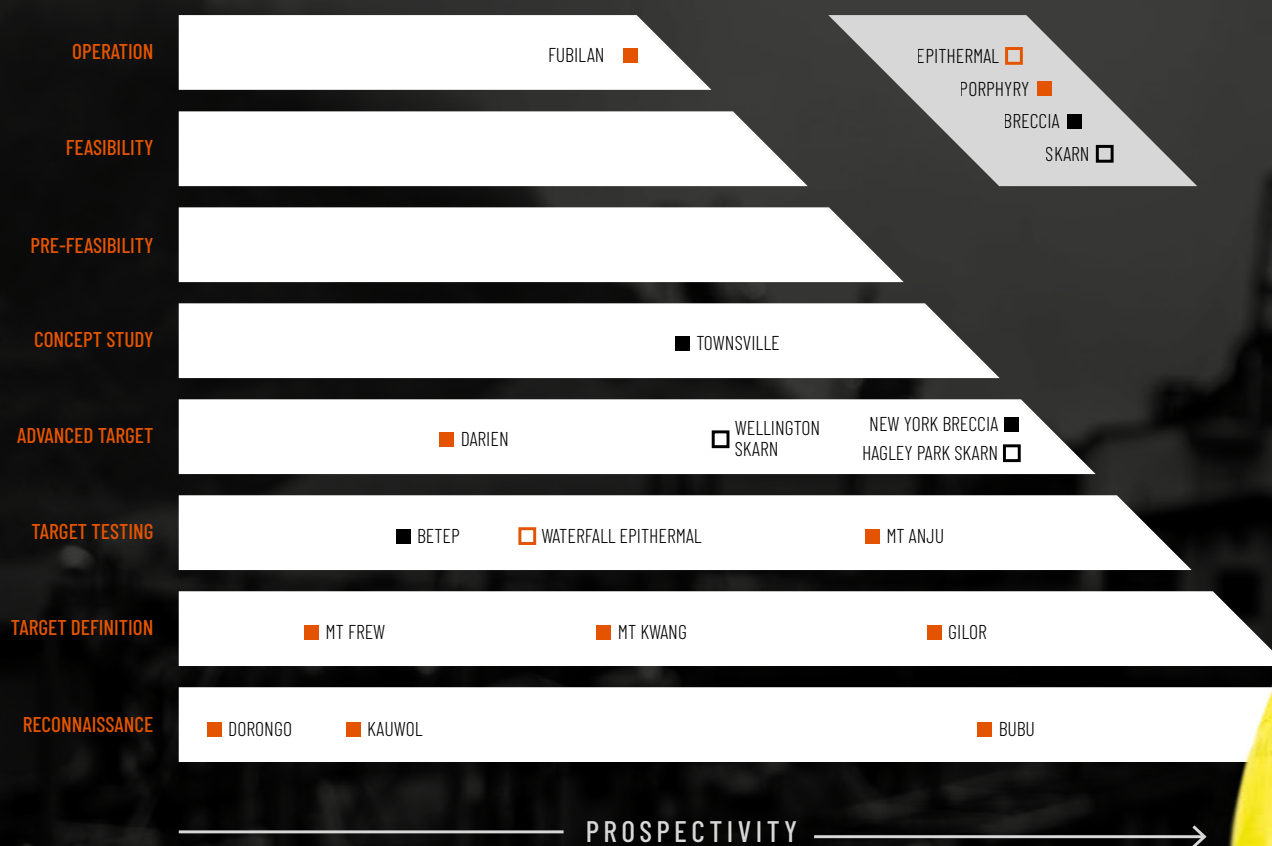 OPERATION
FUBILAN
EPITHERMAL
PORPHYRY
BRECCIA
SKARN
FEASIBILITY
PRE-FEASIBILITY
CONCEPT STUDY
TOWNSVILLE
ADVANCED TARGET
DARIEN
WELLINGTON
SKARN
NEW YORK BRECCIA
HAGLEY PARK SKARN
TARGET TESTING
BETEP
WATERFALL EPITHERMAL
MT ANJU
TARGET DEFINITION
MT FREW
MT KWANG
GILOR
RECONNAISSANCE
DORONGO
KAUWOL
BUBU
PROSPECTIVITY